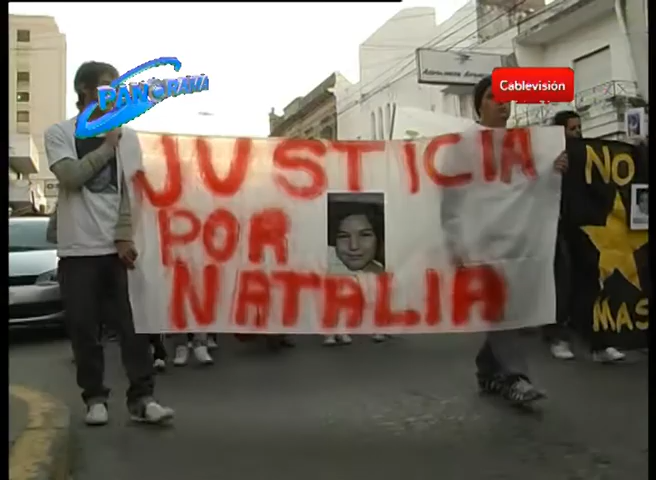 PANORAMA
Cablevisión
JUSTICIA
POR
NATALIA
NO
MAS